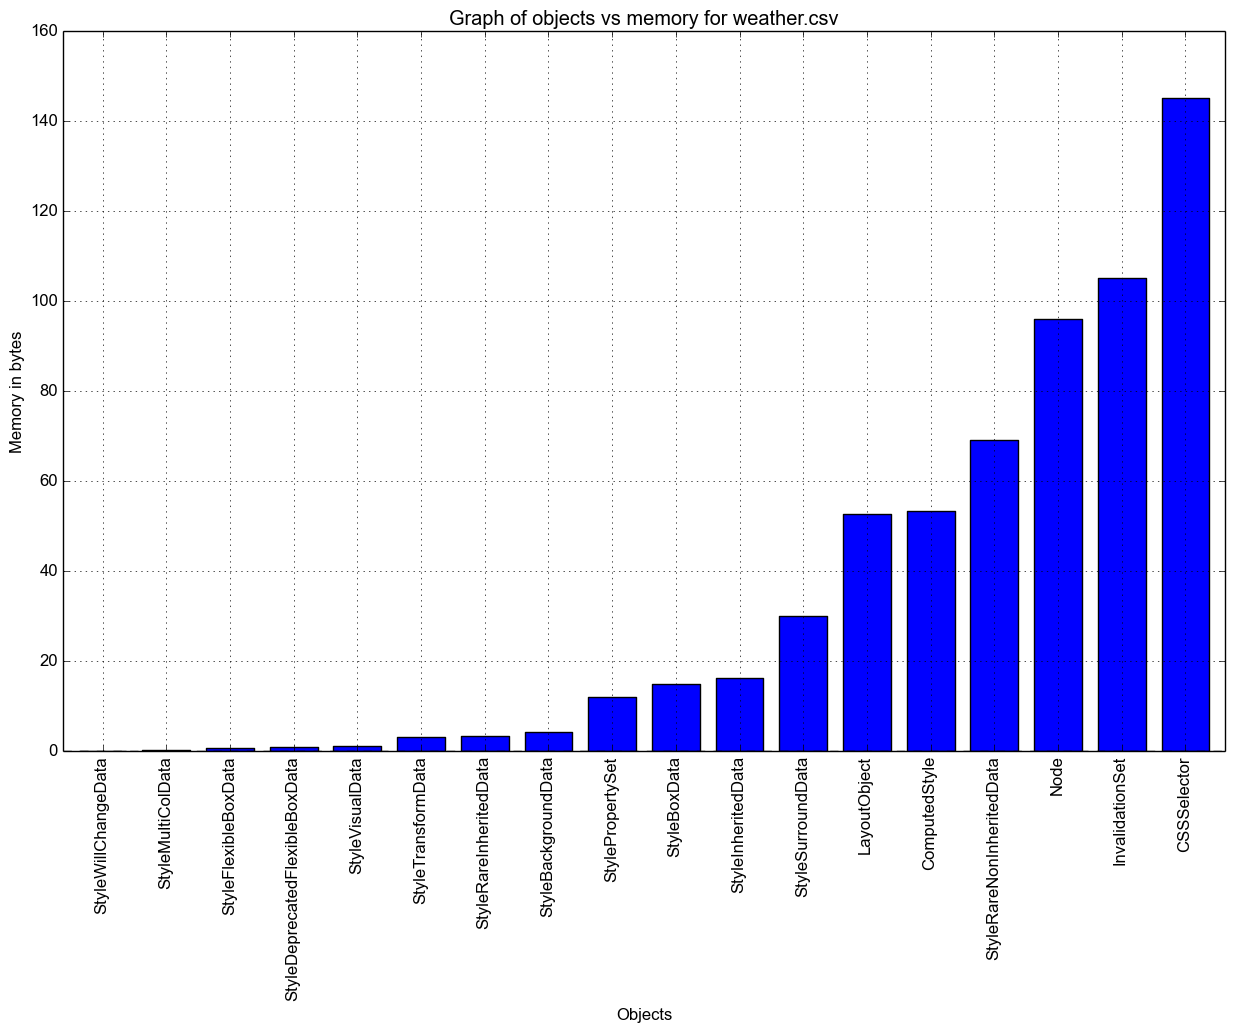 Graph of objects vs memory for weather.csv
160
140
120
100
80
60
40
20
0
Memory in bytes
StyleWillChangeData
StyleMultiColData
StyleFlexibleBoxData
StyleDeprecatedFlexibleBoxData
StyleVisualData
StyleTransformData
StyleRareInheritedData
StyleBackgroundData
StylePropertySet
StyleBoxData
StyleInheritedData
StyleSurroundData
LayoutObject
ComputedStyle
StyleRareNonInheritedData
Node
InvalidationSet
CSSSelector
Objects